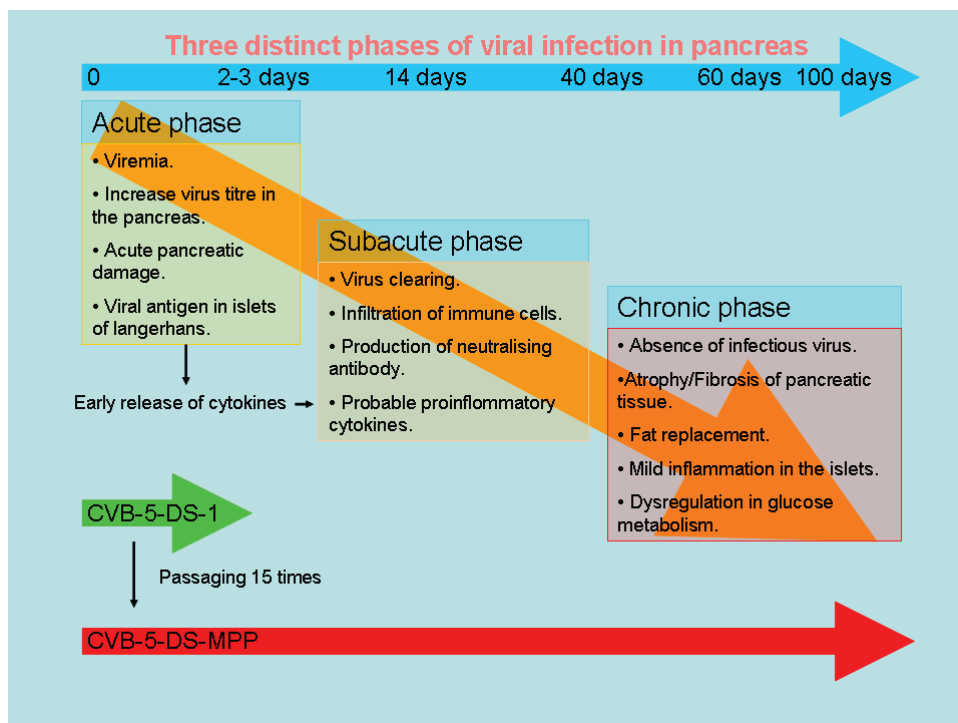 Three distinct phases of viral infection in pancreas
0 2-3 days 14 days 40 days 60 days 100 days
Acute phase
• Viremia.
• Increase virus titre in
the pancreas.
• Acute pancreatic
damage.
• Viral antigen in islets
of langerhans.
Early release of cytokines
Subacute phase
• Virus clearing.
• Infiltration of immune cells.
• Production of neutralising
antibody.
• Probable proinflammatory
cytokines.
Chronic phase
• Absence of infectious virus.
•Atrophy/Fibrosis of pancreatic
tissue.
• Fat replacement.
• Mild inflammation in the islets.
• Dysregulation in glucose
metabolism.
CVB-5-DS-1
Passaging 15 times
CVB-5-DS-MPP